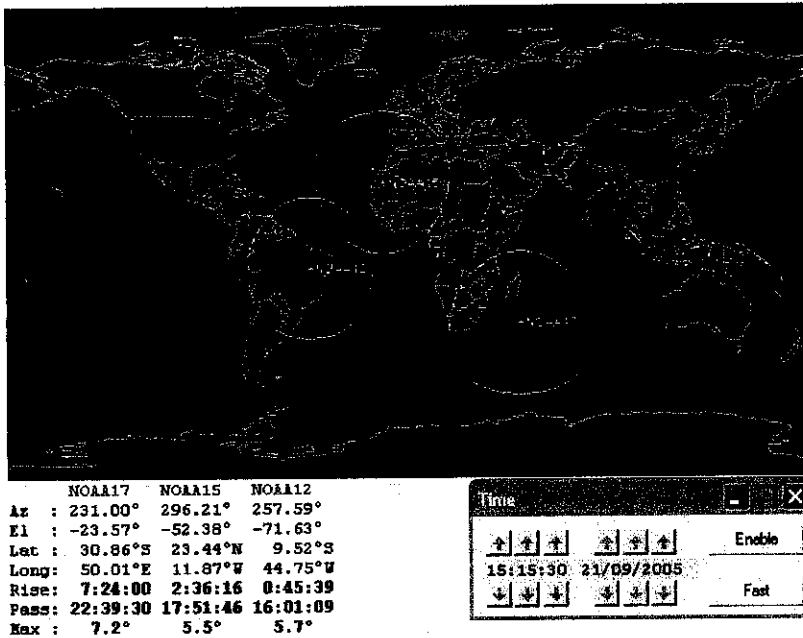 NOAA17 NOAA15 NOAA12
Az : 231.00° 296.21° 257.59°
El : -23.57° -52.38° -71.63°
Lat : 30.86°S 23.44°N 9.52°S
Long: 50.01°E 11.87°W 44.75°W
Rise: 7:24:00 2:36:16 0:45:39
Pass: 22:39:30 17:51:46 16:01:09
Max : 7.2° 5.5° 5.7°
Time
Enable
15:15:30 21/09/2005
Fast